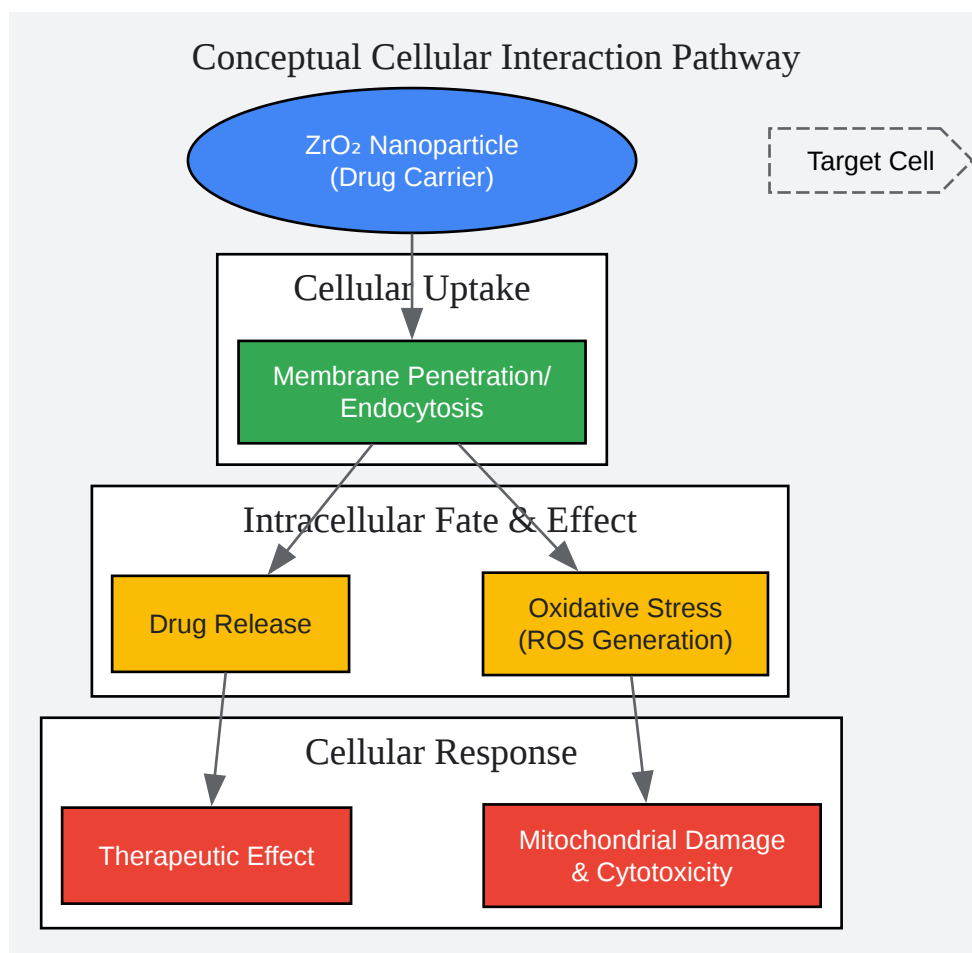 Conceptual Cellular Interaction Pathway
ZrO₂ Nanoparticle
(Drug Carrier)
Target Cell
Cellular Uptake
Membrane Penetration/
Endocytosis
Intracellular Fate & Effect
Drug Release
Oxidative Stress
(ROS Generation)
Cellular Response
Therapeutic Effect
Mitochondrial Damage
& Cytotoxicity